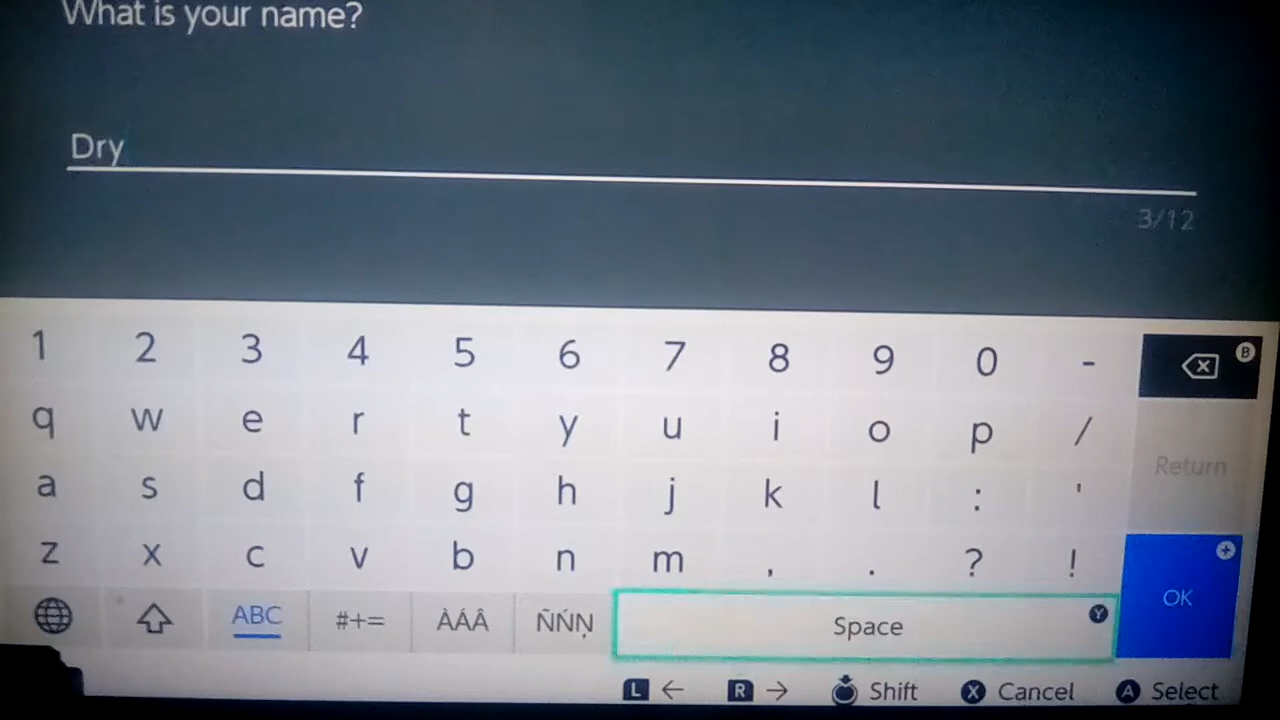 What is your name?
Dry
3/12
1 2 3 4 5 6 7 8 9 0 - B
q w e r t y u i o p /
Return
a s d f g h j k l : '
z x c v b n m , . ? ! +
OK
ABC #+= ÀÁÂ ÑŃŅ Space Y
L ← R → Shift X Cancel A Select